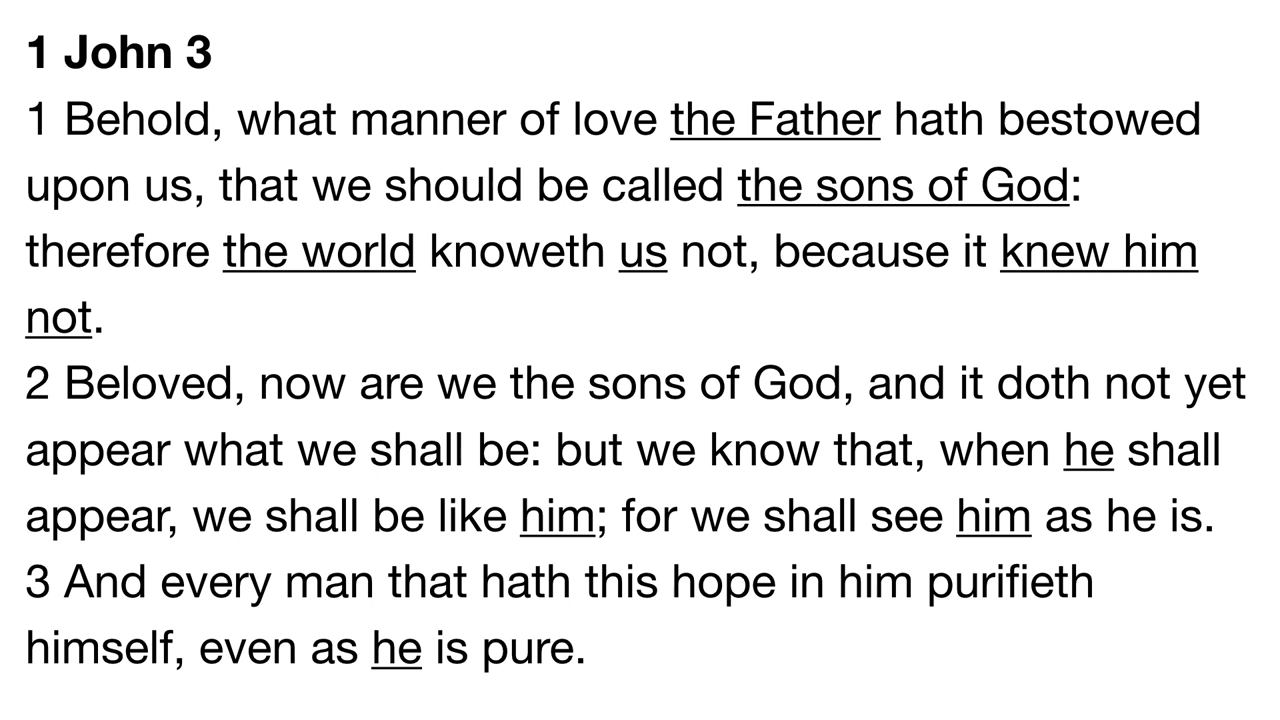 1 John 3
1 Behold, what manner of love the Father hath bestowed
upon us, that we should be called the sons of God:
therefore the world knoweth us not, because it knew him
not.
2 Beloved, now are we the sons of God, and it doth not yet
appear what we shall be: but we know that, when he shall
appear, we shall be like him; for we shall see him as he is.
3 And every man that hath this hope in him purifieth
himself, even as he is pure.